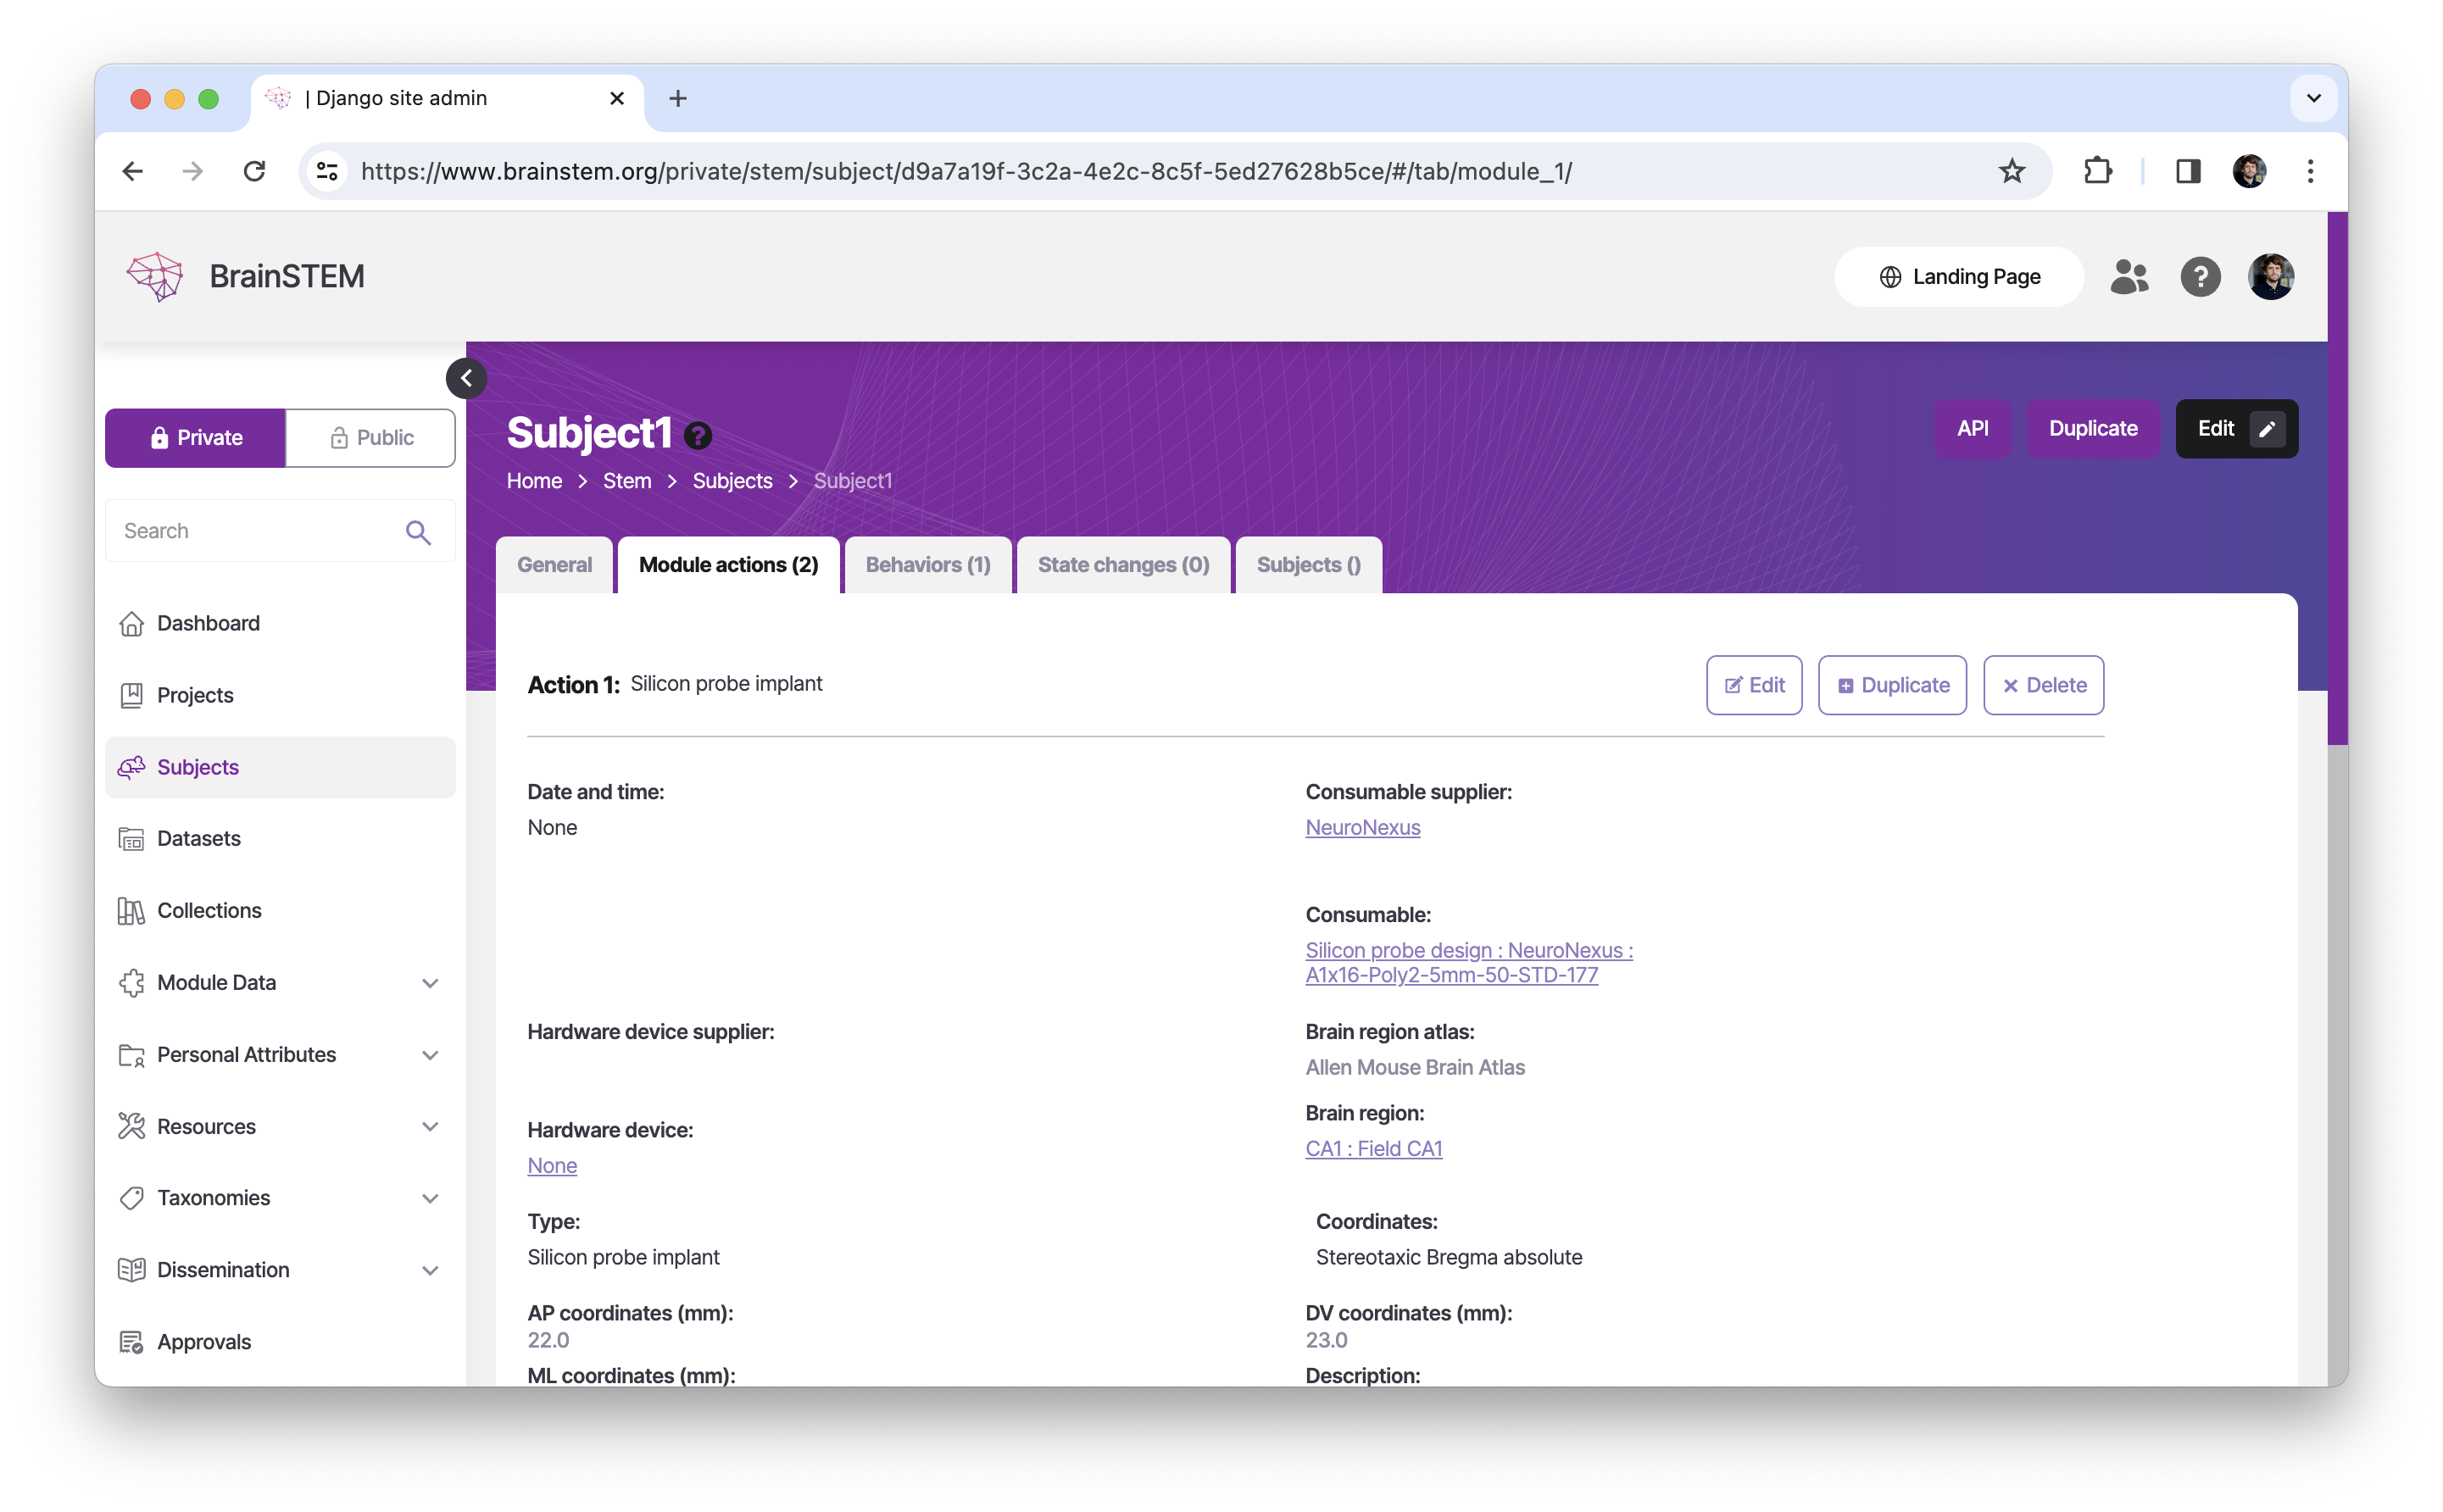 | Django site admin
https://www.brainstem.org/private/stem/subject/d9a7a19f-3c2a-4e2c-8c5f-5ed27628b5ce/#/tab/module_1/
BrainSTEM
Landing Page
?
Private
Public
Search
Dashboard
Projects
Subjects
Datasets
Collections
Module Data
Personal Attributes
Resources
Taxonomies
Dissemination
Approvals
Subject1 ?
Home > Stem > Subjects > Subject1
API
Duplicate
Edit
General
Module actions (2)
Behaviors (1)
State changes (0)
Subjects ()
Action 1: Silicon probe implant
Edit
Duplicate
Delete
Date and time:
None
Consumable supplier:
NeuroNexus
Consumable:
Silicon probe design : NeuroNexus :
A1x16-Poly2-5mm-50-STD-177
Hardware device supplier:
Brain region atlas:
Allen Mouse Brain Atlas
Hardware device:
None
Brain region:
CA1 : Field CA1
Type:
Silicon probe implant
Coordinates:
Stereotaxic Bregma absolute
AP coordinates (mm):
22.0
DV coordinates (mm):
23.0
ML coordinates (mm):
Description: